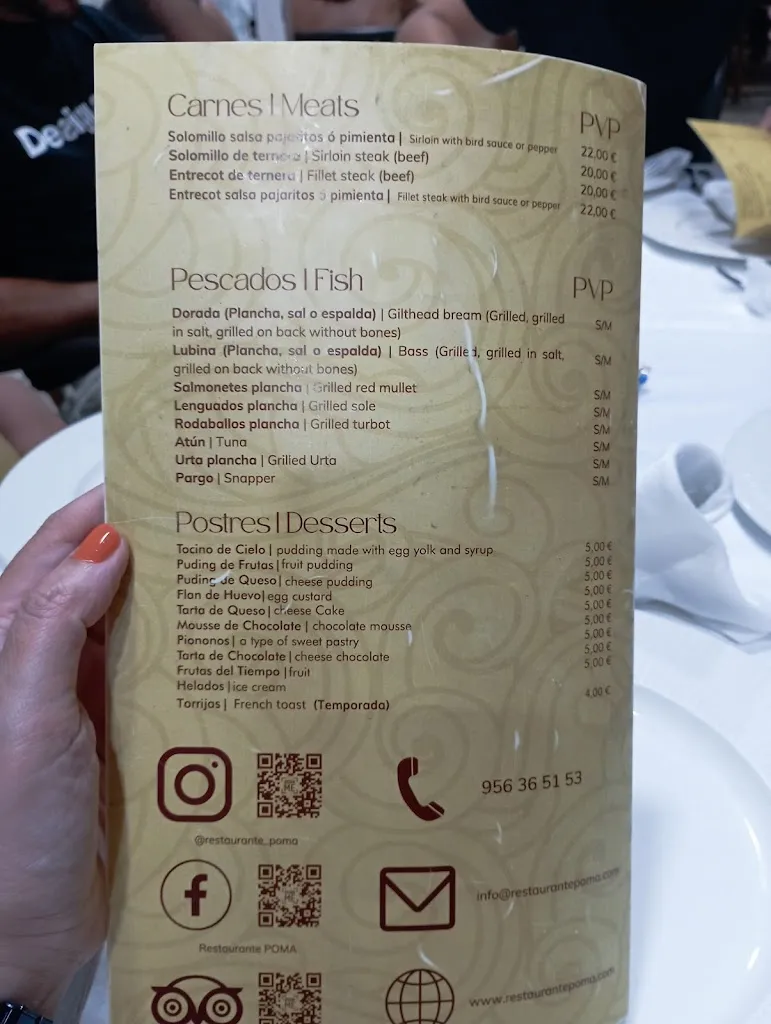 Carnes | Meats
PVP
Solomillo salsa pajaritos ó pimienta | Sirloin with bird sauce or pepper 22,00 €
Solomillo de ternera | Sirloin steak (beef) 20,00 €
Entrecot de ternera | Fillet steak (beef) 20,00 €
Entrecot salsa pajaritos ó pimienta | Fillet steak with bird sauce or pepper 22,00 €
Pescados | Fish
PVP
Dorada (Plancha, sal o espalda) | Gilthead bream (Grilled, grilled
in salt, grilled on back without bones) S/M
Lubina (Plancha, sal o espalda) | Bass (Grilled, grilled in salt,
grilled on back without bones) S/M
Salmonetes plancha | Grilled red mullet S/M
Lenguados plancha | Grilled sole S/M
Rodaballos plancha | Grilled turbot S/M
Atún | Tuna S/M
Urta plancha | Grilled Urta S/M
Pargo | Snapper S/M
Postres | Desserts
Tocino de Cielo | pudding made with egg yolk and syrup 5,00 €
Puding de Frutas | fruit pudding 5,00 €
Puding de Queso | cheese pudding 5,00 €
Flan de Huevo | egg custard 5,00 €
Tarta de Queso | cheese Cake 5,00 €
Mousse de Chocolate | chocolate mousse 5,00 €
Piononos | a type of sweet pastry 5,00 €
Tarta de Chocolate | cheese chocolate 5,00 €
Frutas del Tiempo | fruit 5,00 €
Helados | ice cream
Torrijas | French toast (Temporada) 4,00 €
956 36 51 53
@restaurante_poma
info@restaurantepoma.com
Restaurante POMA
www.restaurantepoma.com